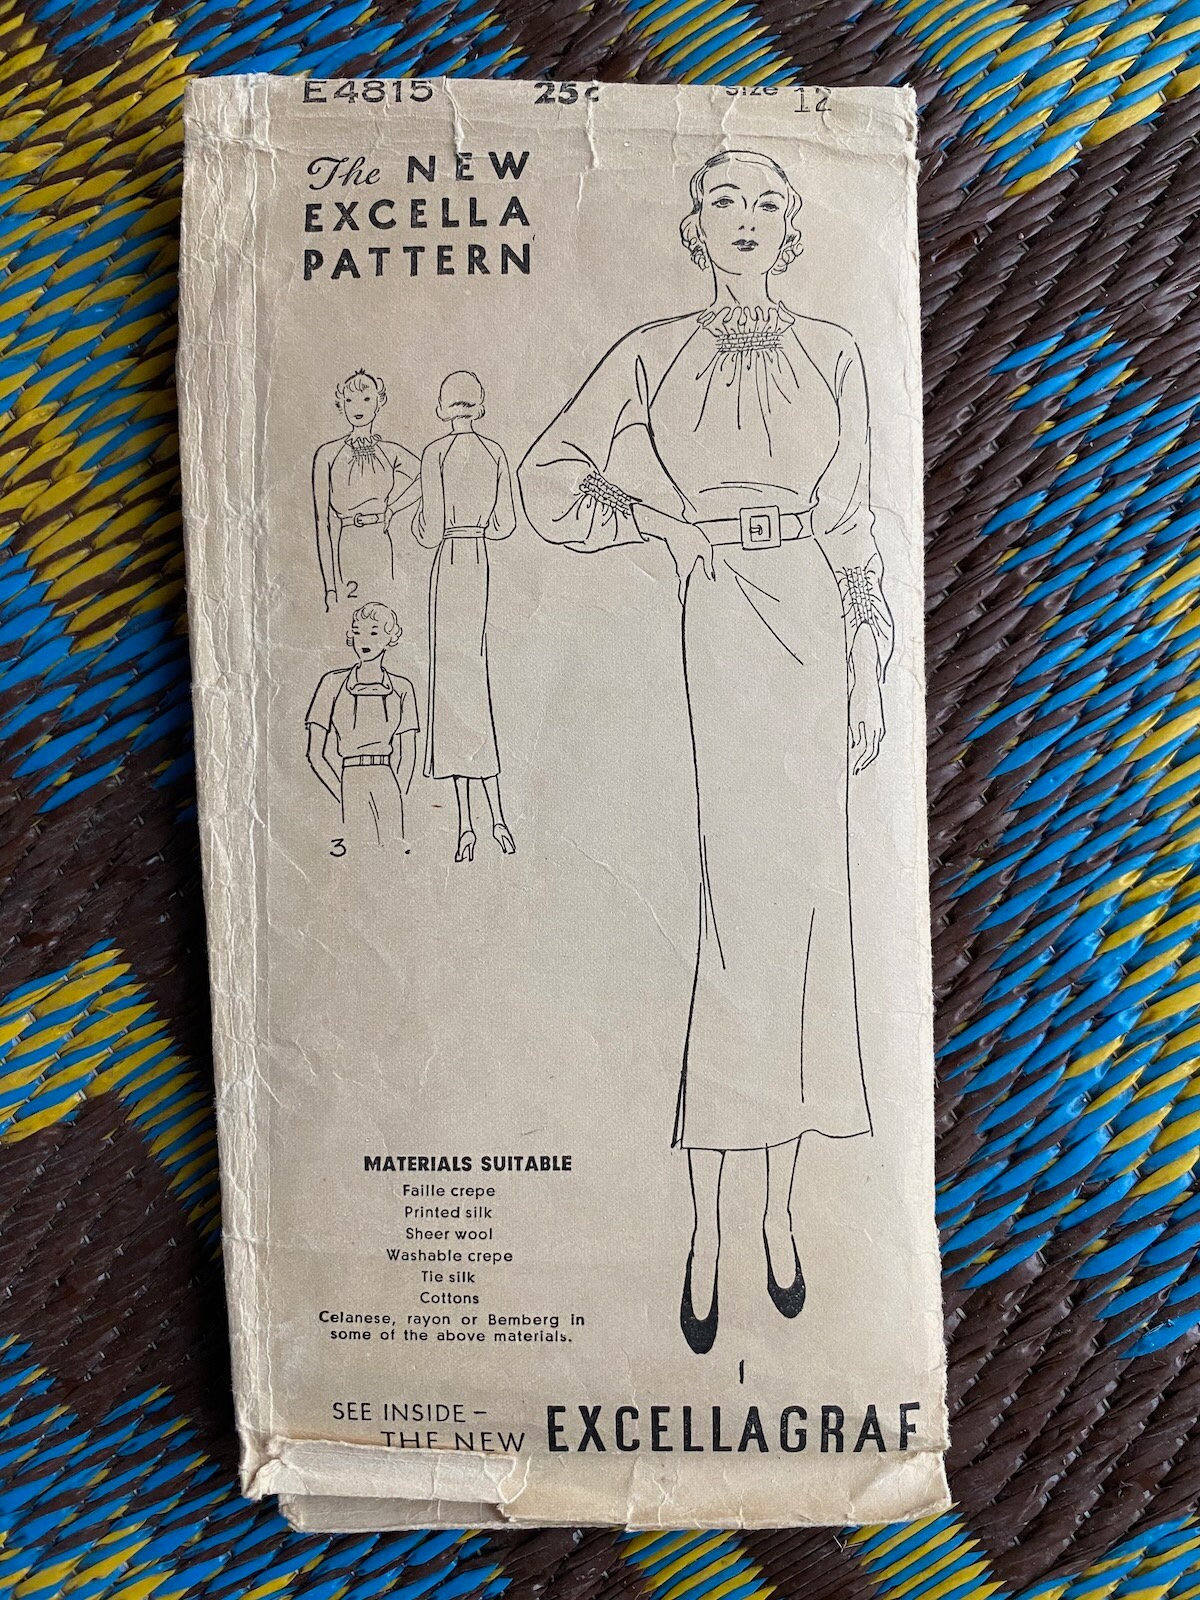 E4815 25¢ Size 12
The NEW
EXCELLA
PATTERN
2
3
MATERIALS SUITABLE
Faille crepe
Printed silk
Sheer wool
Washable crepe
Tie silk
Cottons
Celanese, rayon or Bemberg in
some of the above materials.
1
SEE INSIDE –
THE NEW EXCELLAGRAF